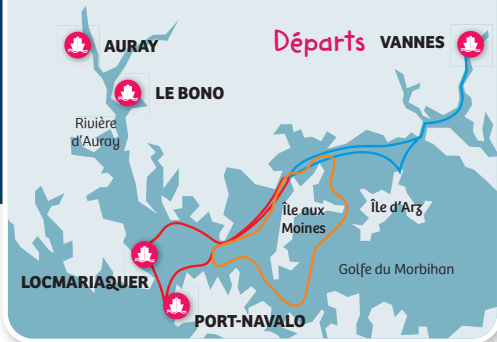 Départs
VANNES
AURAY
LE BONO
Rivière
d'Auray
Île aux
Moines
Île d'Arz
Golfe du Morbihan
LOCMARIAQUER
PORT-NAVALO